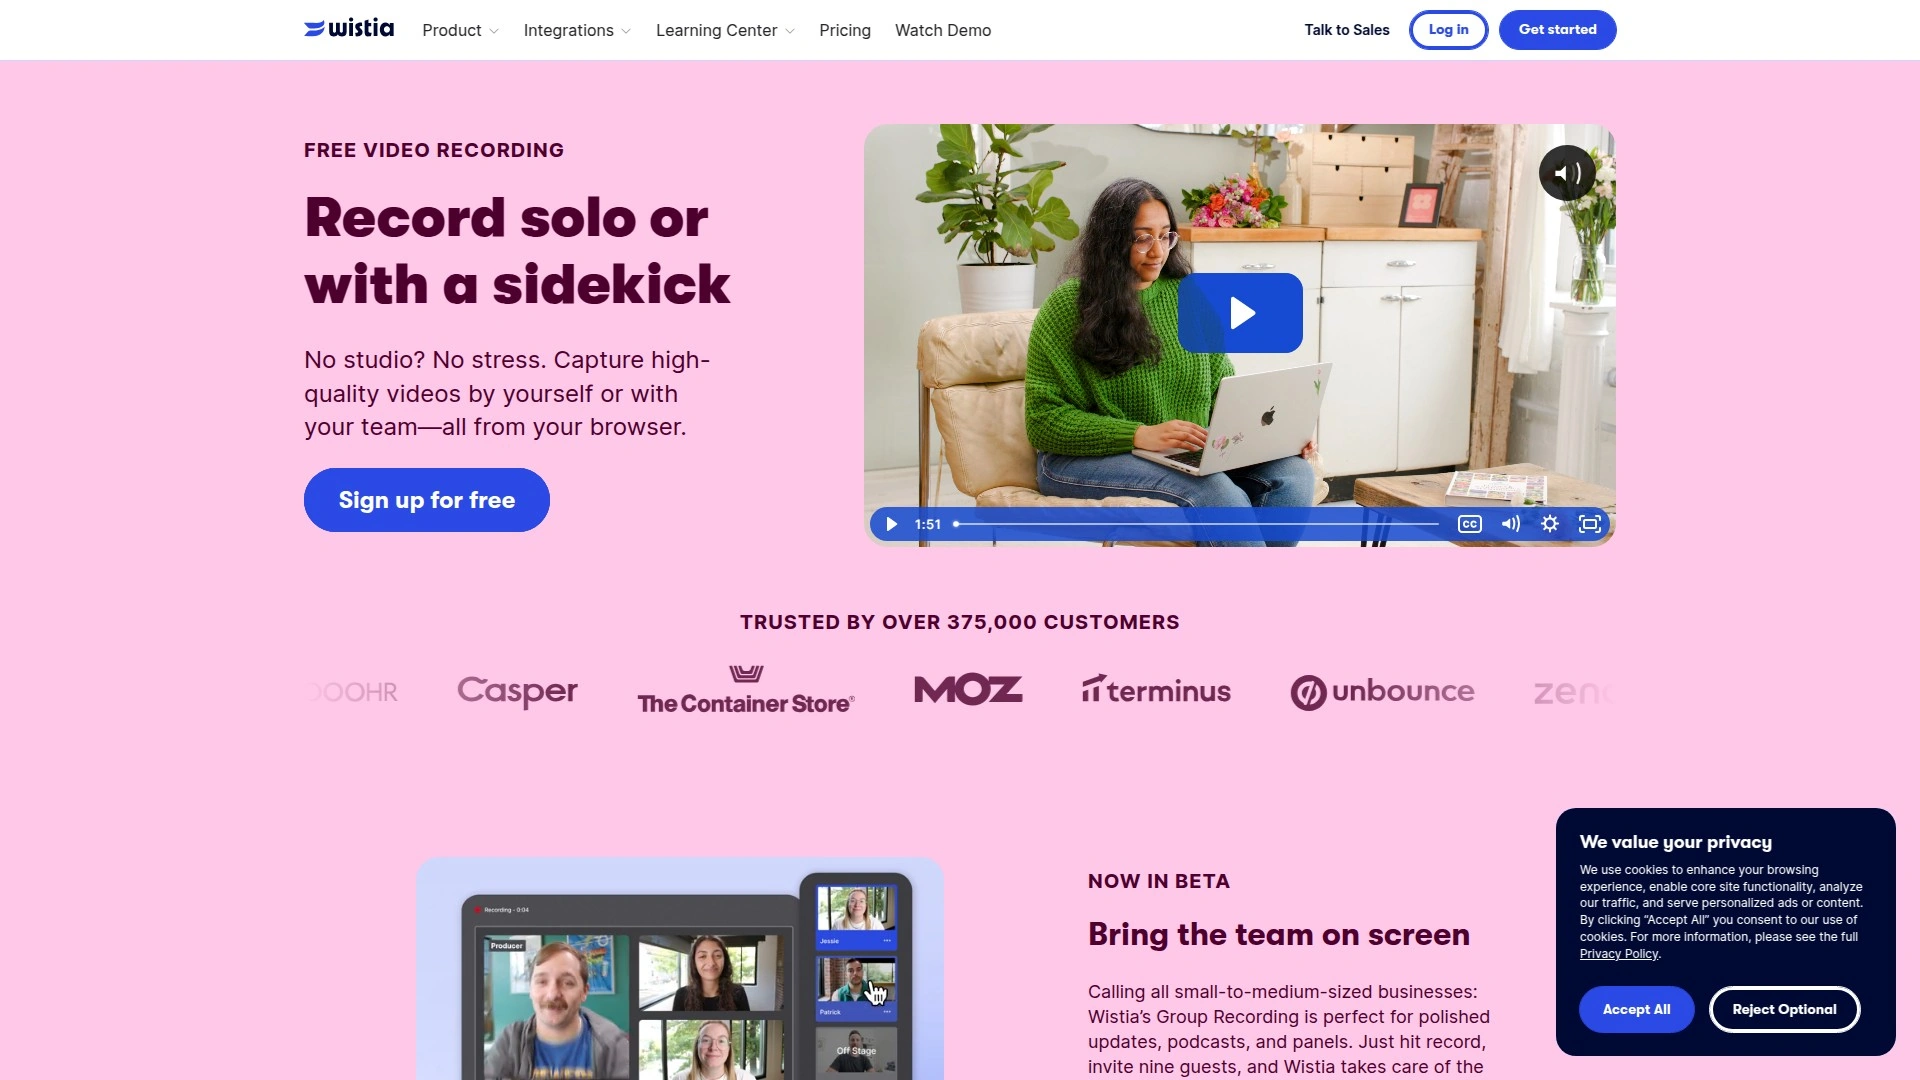 wistia
Product
Integrations
Learning Center
Pricing
Watch Demo
Talk to Sales
Log in
Get started
FREE VIDEO RECORDING
Record solo or
with a sidekick
No studio? No stress. Capture high-
quality videos by yourself or with
your team—all from your browser.
Sign up for free
1:51
CC
TRUSTED BY OVER 375,000 CUSTOMERS
OOHR
Casper
The Container Store®
MOZ
terminus
unbounce
zen
Recording - 0:04
Producer
Jessie
Patrick
Off Stage
NOW IN BETA
Bring the team on screen
Calling all small-to-medium-sized businesses:
Wistia’s Group Recording is perfect for polished
updates, podcasts, and panels. Just hit record,
invite nine guests, and Wistia takes care of the
We value your privacy
We use cookies to enhance your browsing
experience, enable core site functionality, analyze
our traffic, and serve personalized ads or content.
By clicking “Accept All” you consent to our use of
cookies. For more information, please see the full
Privacy Policy.
Accept All
Reject Optional